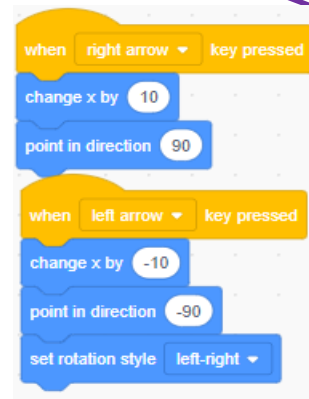 when right arrow key pressed
change x by 10
point in direction 90
when left arrow key pressed
change x by -10
point in direction -90
set rotation style left-right